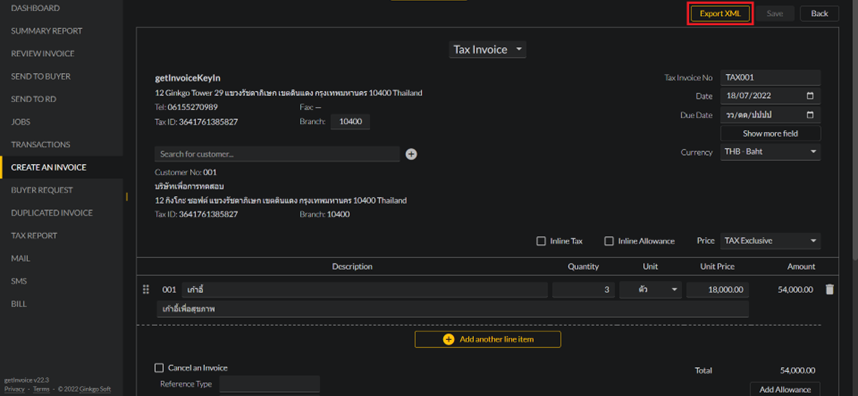 DASHBOARD
SUMMARY REPORT
REVIEW INVOICE
SEND TO BUYER
SEND TO RD
JOBS
TRANSACTIONS
CREATE AN INVOICE
BUYER REQUEST
DUPLICATED INVOICE
TAX REPORT
MAIL
SMS
BILL
getInvoice v22.3
Privacy - Terms - © 2022 Ginkgo Soft
Export XML Save Back
Tax Invoice
getInvoiceKeyIn
12 Ginkgo Tower 29 แขวงรัชดาภิเษก เขตดินแดง กรุงเทพมหานคร 10400 Thailand
Tel: 06155270989 Fax: —
Tax ID: 3641761385827 Branch: 10400
Tax Invoice No TAX001
Date 18/07/2022
Due Date วว/ดด/ปปปป
Show more field
Currency THB - Baht
Search for customer...
Customer No: 001
บริษัทเพื่อการทดสอบ
12 กิงโกะ ซอฟต์ แขวงรัชดาภิเษก เขตดินแดง กรุงเทพมหานคร 10400 Thailand
Tax ID: 3641761385827 Branch: 10400
Inline Tax Inline Allowance Price TAX Exclusive
Description Quantity Unit Unit Price Amount
001 เก้าอี้ 3 ตัว 18,000.00 54,000.00
เก้าอี้เพื่อสุขภาพ
Add another line item
Cancel an Invoice
Reference Type
Total 54,000.00
Add Allowance